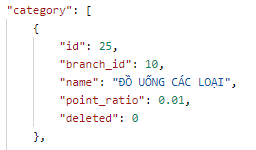 "category": [
{
"id": 25,
"branch_id": 10,
"name": "ĐỒ UỐNG CÁC LOẠI",
"point_ratio": 0.01,
"deleted": 0
},